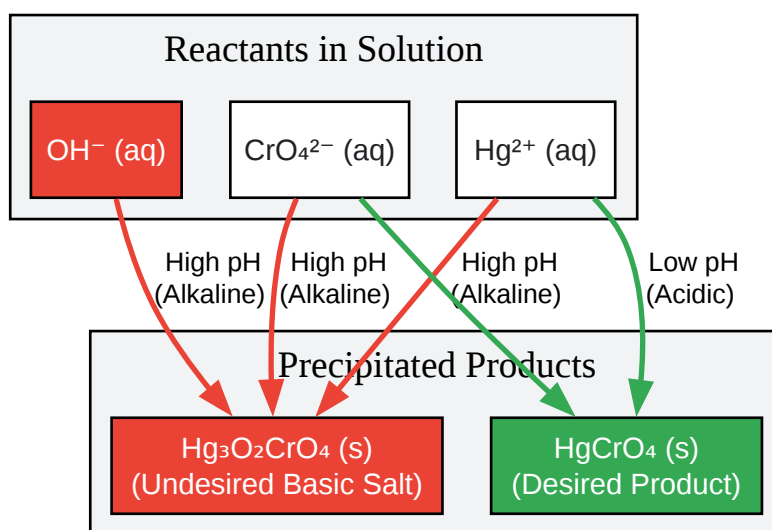 Reactants in Solution
OH⁻ (aq)
CrO₄²⁻ (aq)
Hg²⁺ (aq)
High pH
(Alkaline)
High pH
(Alkaline)
High pH
(Alkaline)
Low pH
(Acidic)
Precipitated Products
Hg₃O₂CrO₄ (s)
(Undesired Basic Salt)
HgCrO₄ (s)
(Desired Product)